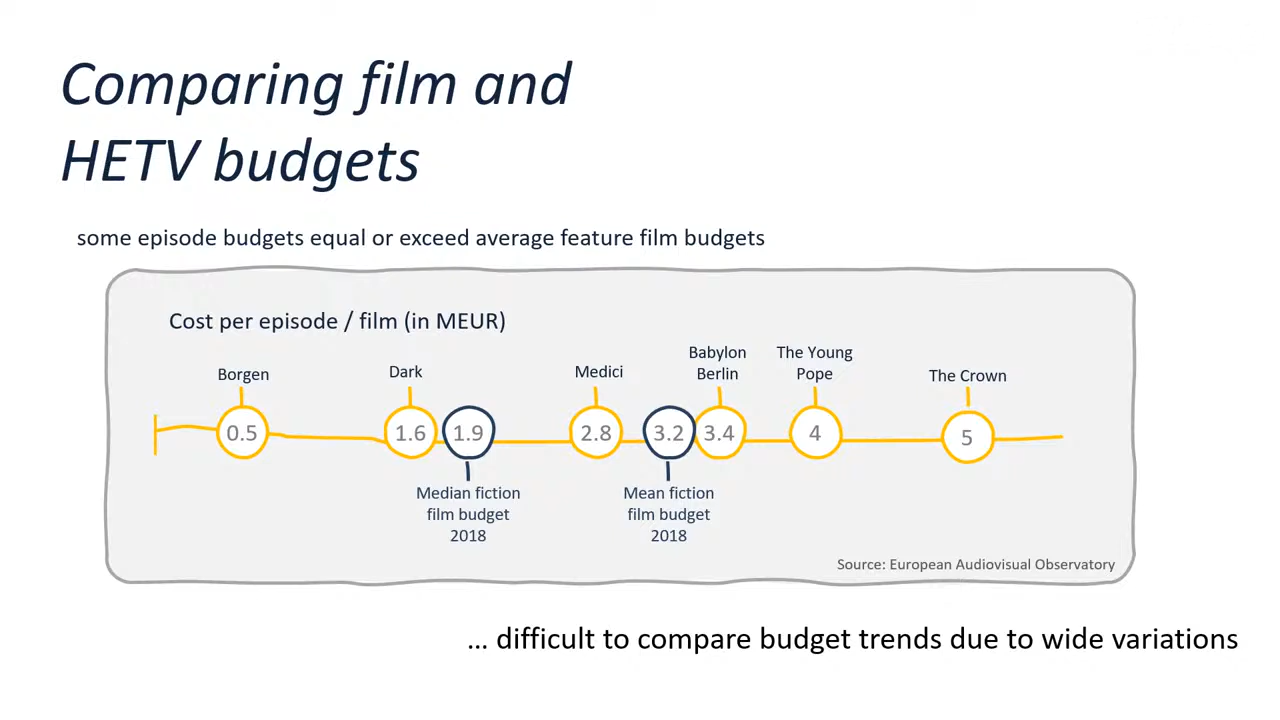 Comparing film and
HETV budgets
some episode budgets equal or exceed average feature film budgets
Cost per episode / film (in MEUR)
Borgen
Dark
Medici
Babylon
Berlin
The Young
Pope
The Crown
0.5
1.6
1.9
2.8
3.2
3.4
4
5
Median fiction
film budget
2018
Mean fiction
film budget
2018
Source: European Audiovisual Observatory
... difficult to compare budget trends due to wide variations